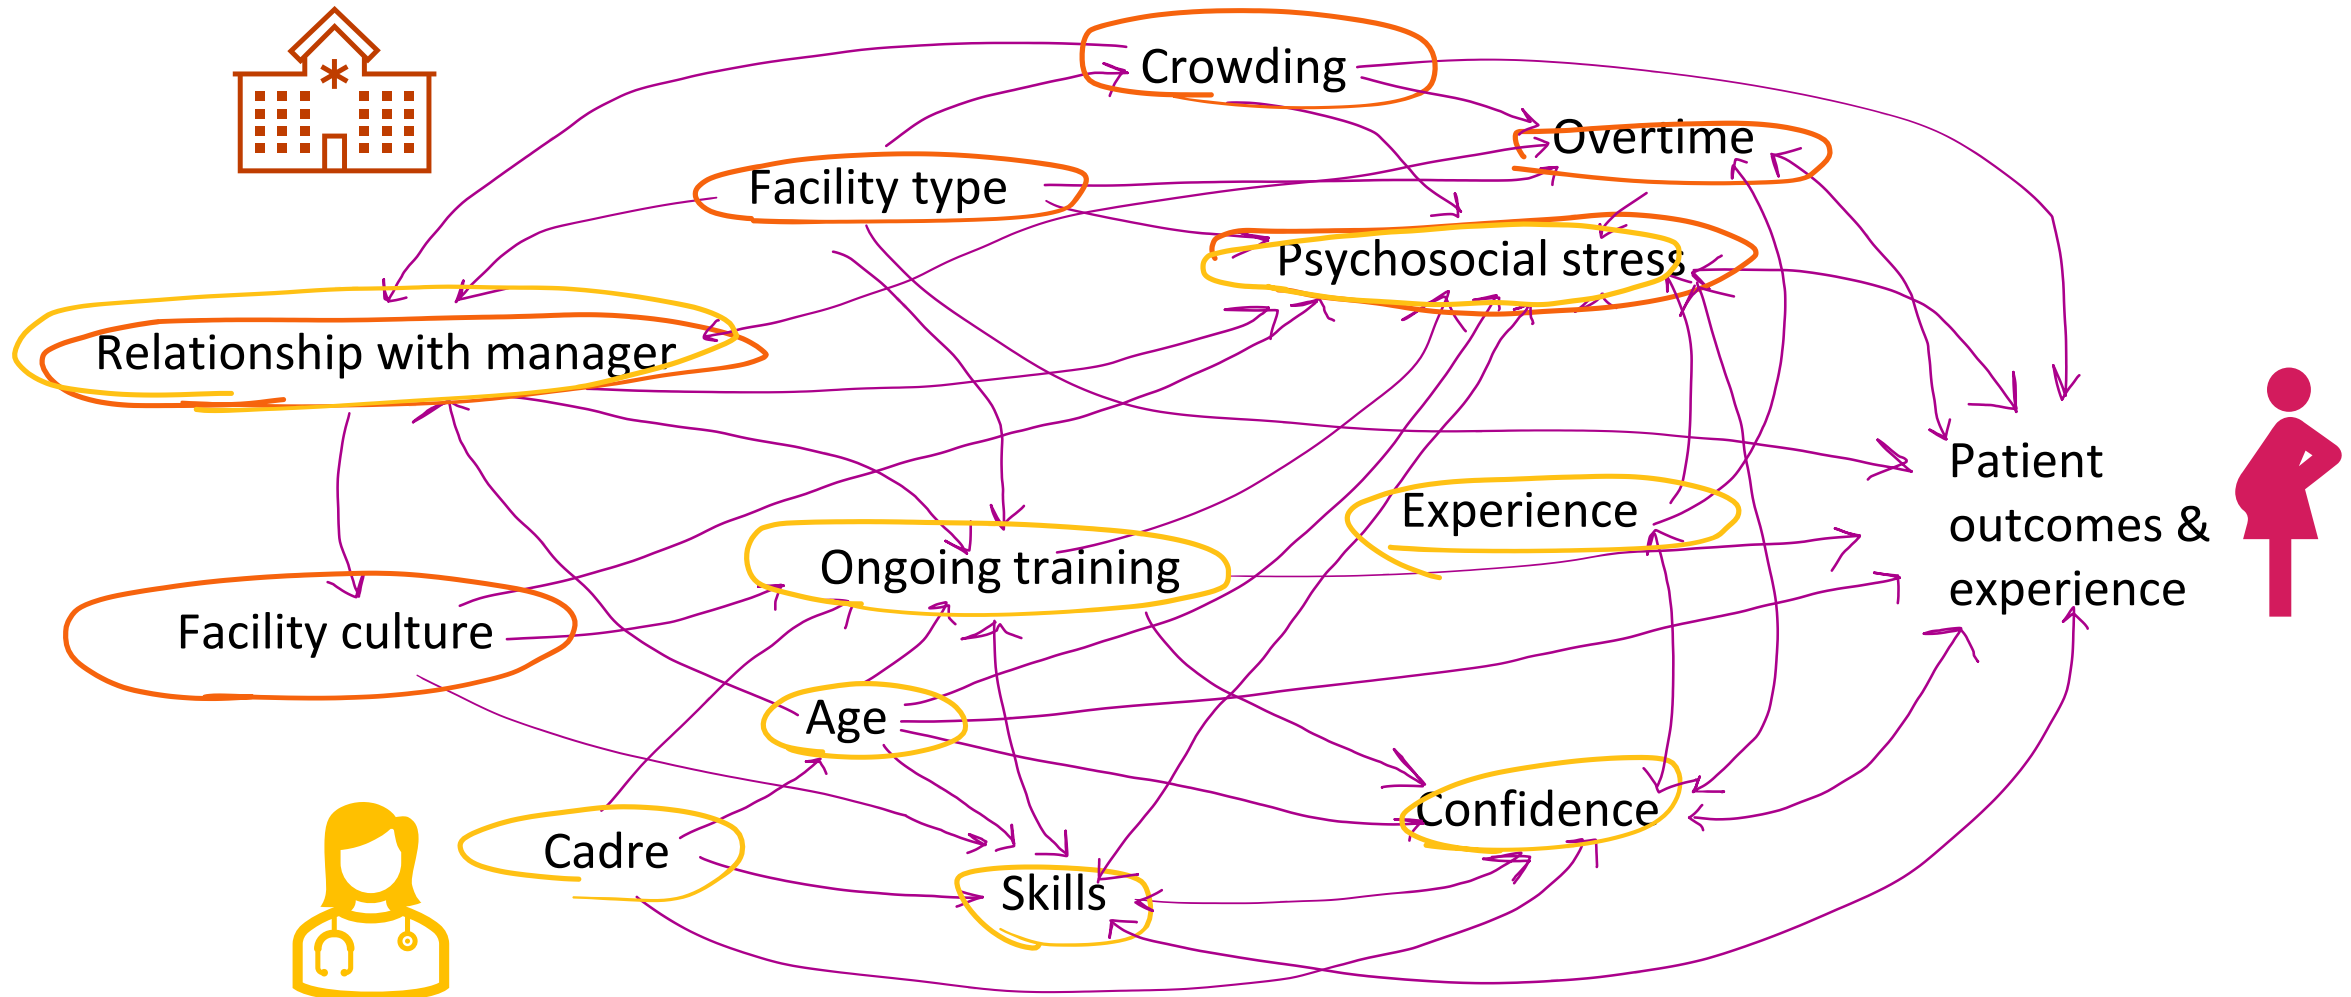 Crowding
Overtime
Facility type
Psychosocial stress
Relationship with manager
Patient
outcomes &
experience
Experience
Ongoing training
Facility culture
Age
Confidence
Cadre
Skills